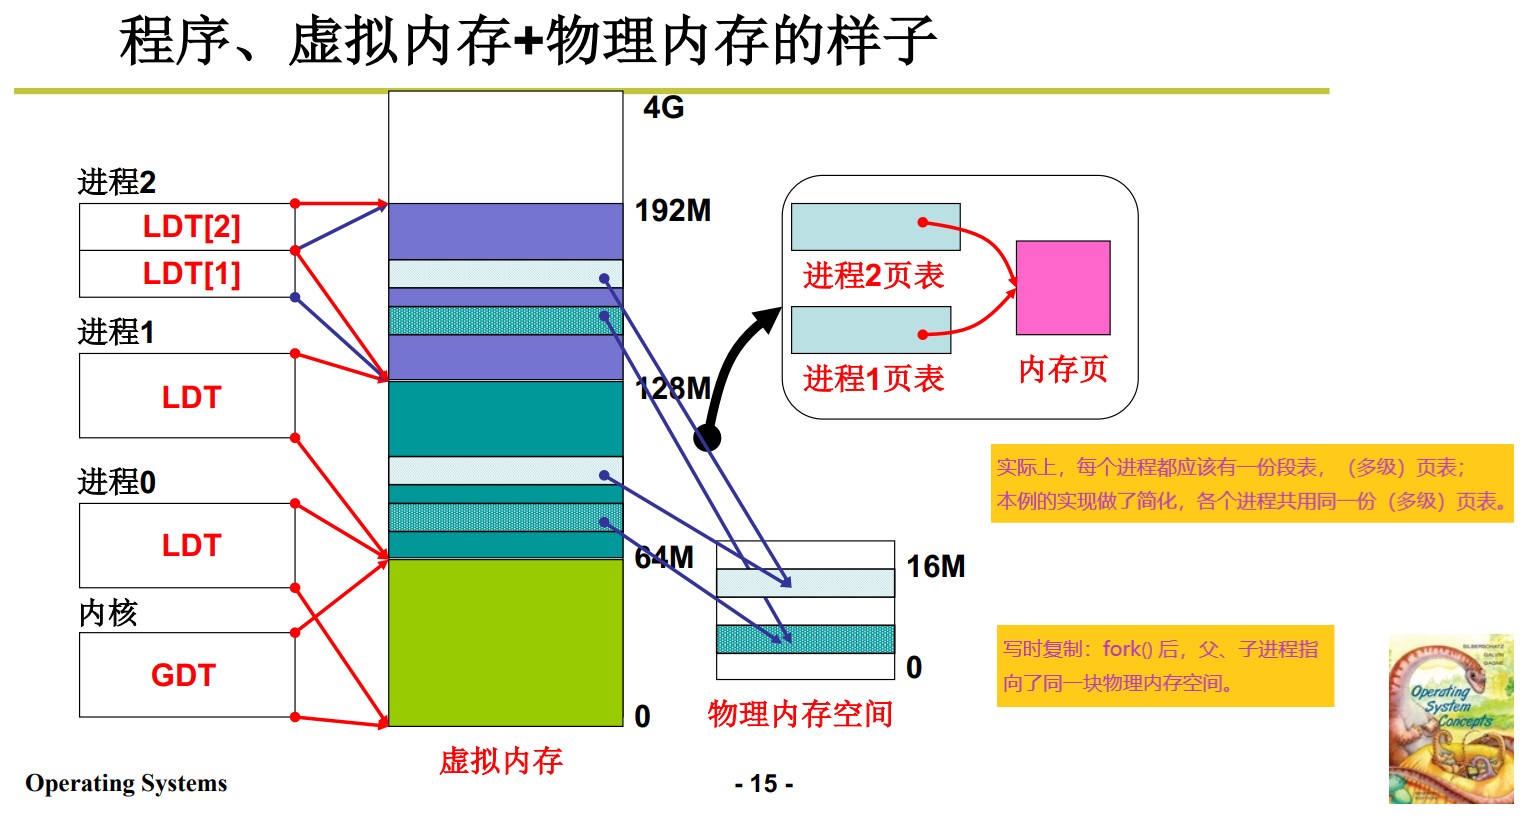 程序、虚拟内存+物理内存的样子
4G
进程2
LDT[2]
LDT[1]
192M
进程2页表
进程1页表
内存页
进程1
LDT
128M
实际上，每个进程都应该有一份段表，（多级）页表；
本例的实现做了简化，各个进程共用同一份（多级）页表。
进程0
LDT
64M
16M
内核
GDT
0
0
物理内存空间
虚拟内存
写时复制：fork() 后，父、子进程指
向了同一块物理内存空间。
SILBERSCHATZ
GALVIN
GAGNE
Operating
System
Concepts
Operating Systems
- 15 -